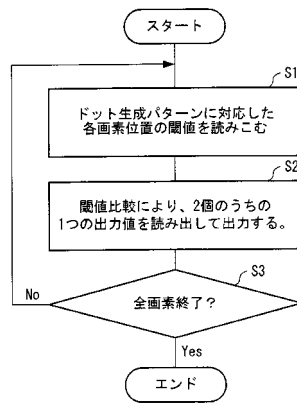 スタート
S1
ドット生成パターンに対応した
各画素位置の閾値を読みこむ
S2
閾値比較により、2個のうちの
1つの出力値を読み出して出力する。
S3
全画素終了？
No
Yes
エンド